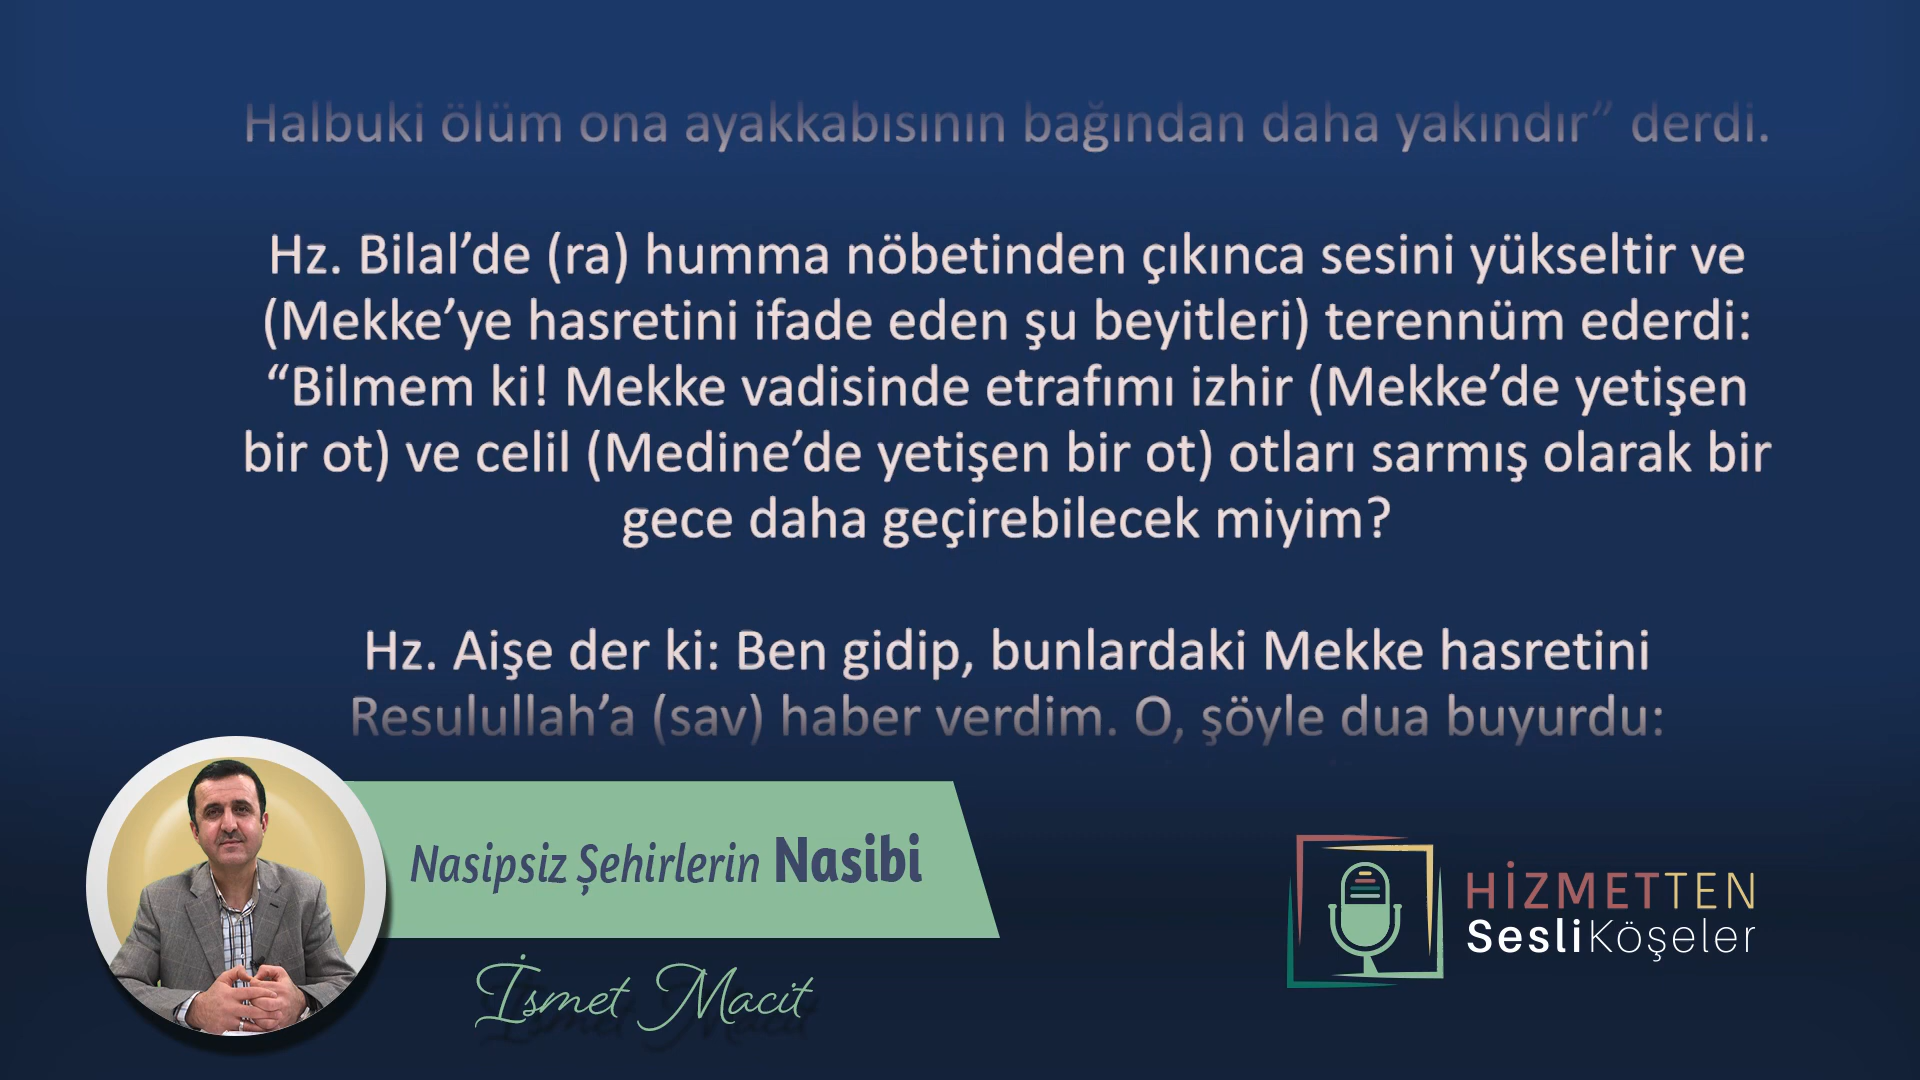 Halbuki ölüm ona ayakkabısının bağından daha yakındır” derdi.
Hz. Bilal’de (ra) humma nöbetinden çıkınca sesini yükseltir ve
(Mekke’ye hasretini ifade eden şu beyitleri) terennüm ederdi:
“Bilmem ki! Mekke vadisinde etrafımı izhir (Mekke’de yetişen
bir ot) ve celil (Medine’de yetişen bir ot) otları sarmış olarak bir
gece daha geçirebilecek miyim?
Hz. Aişe der ki: Ben gidip, bunlardaki Mekke hasretini
Resulullah’a (sav) haber verdim. O, şöyle dua buyurdu:
Nasipsiz Şehirlerin Nasibi
İsmet Macit
HİZMETTEN
SesliKöşeler